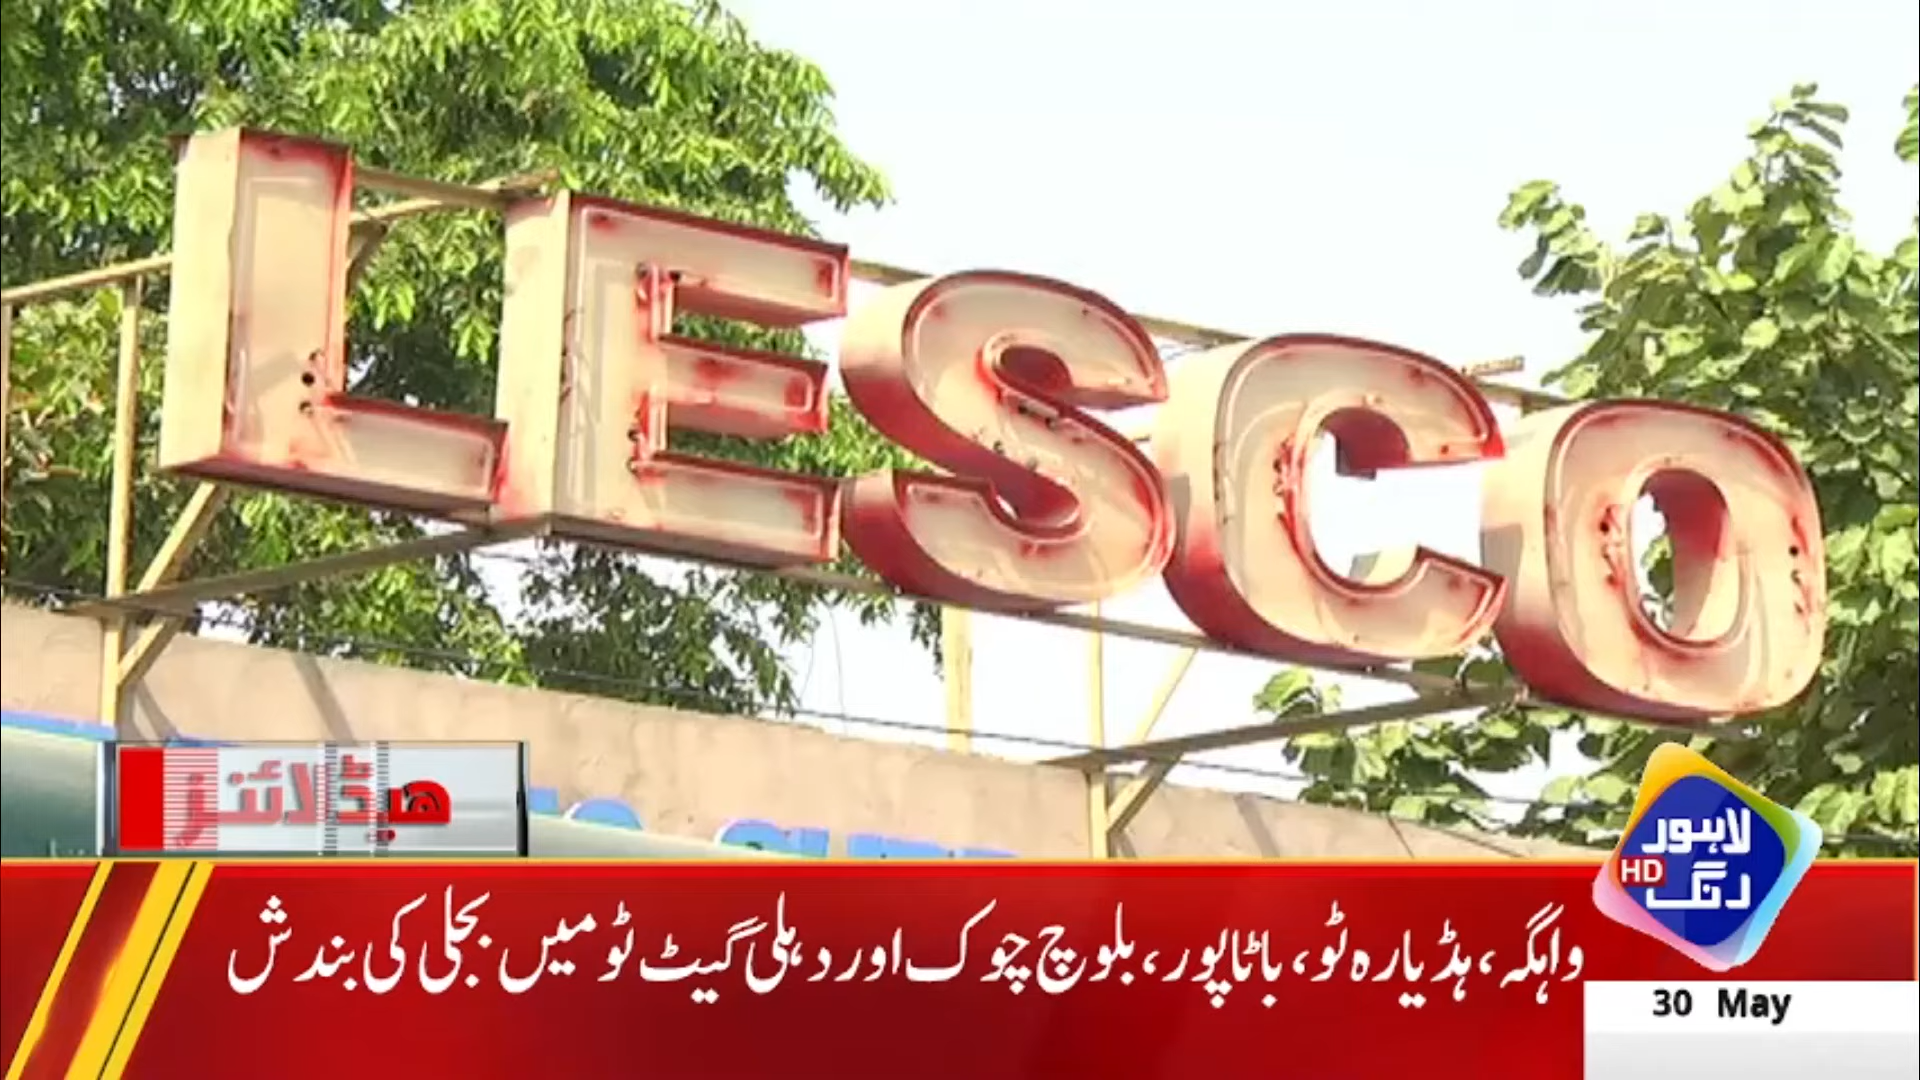 LESCO
ہیڈلائنز
لاہور
رنگ
HD
واہگہ، ہڈیارہ ٹو، باٹاپور، بلوچ چوک اور دہلی گیٹ ٹو میں بجلی کی بندش
30 May